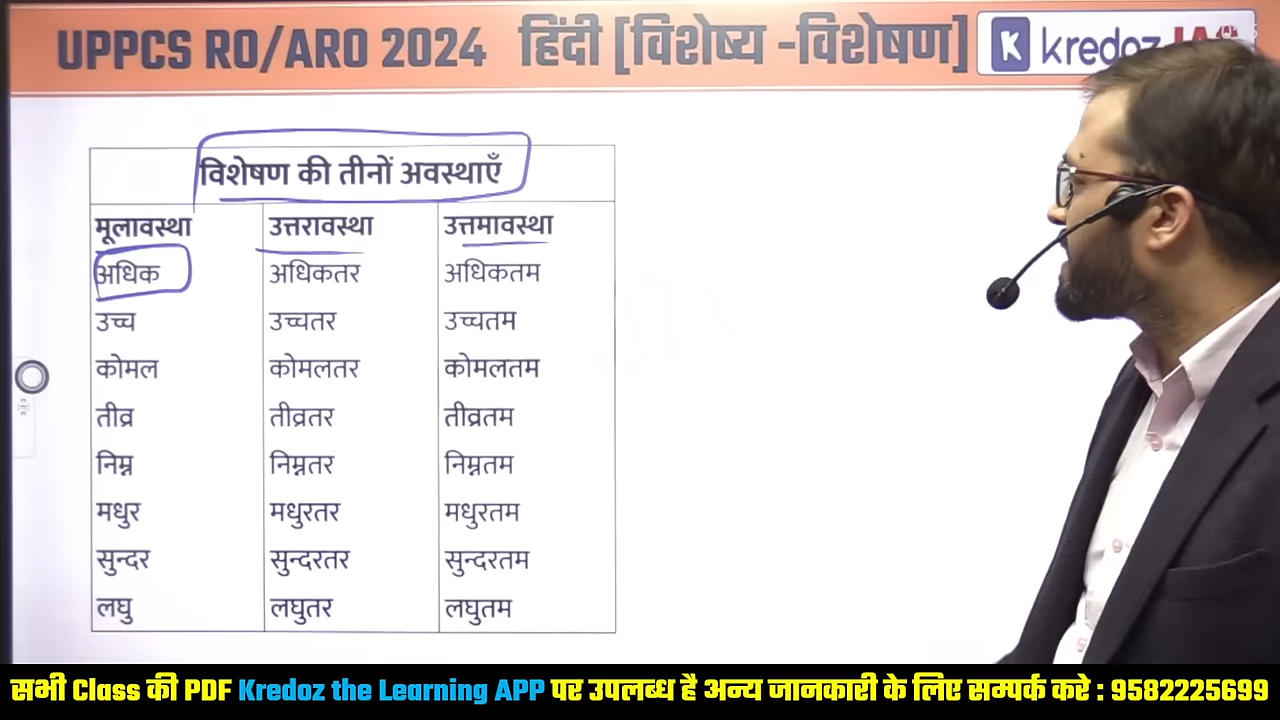 UPPCS RO/ARO 2024 हिंदी [विशेष्य -विशेषण]
K kredoz
विशेषण की तीनों अवस्थाएँ
मूलावस्था उत्तरावस्था उत्तमावस्था
अधिक अधिकतर अधिकतम
उच्च उच्चतर उच्चतम
कोमल कोमलतर कोमलतम
तीव्र तीव्रतर तीव्रतम
निम्न निम्नतर निम्नतम
मधुर मधुरतर मधुरतम
सुन्दर सुन्दरतर सुन्दरतम
लघु लघुतर लघुतम
सभी Class की PDF Kredoz the Learning APP पर उपलब्ध है अन्य जानकारी के लिए सम्पर्क करे : 9582225699